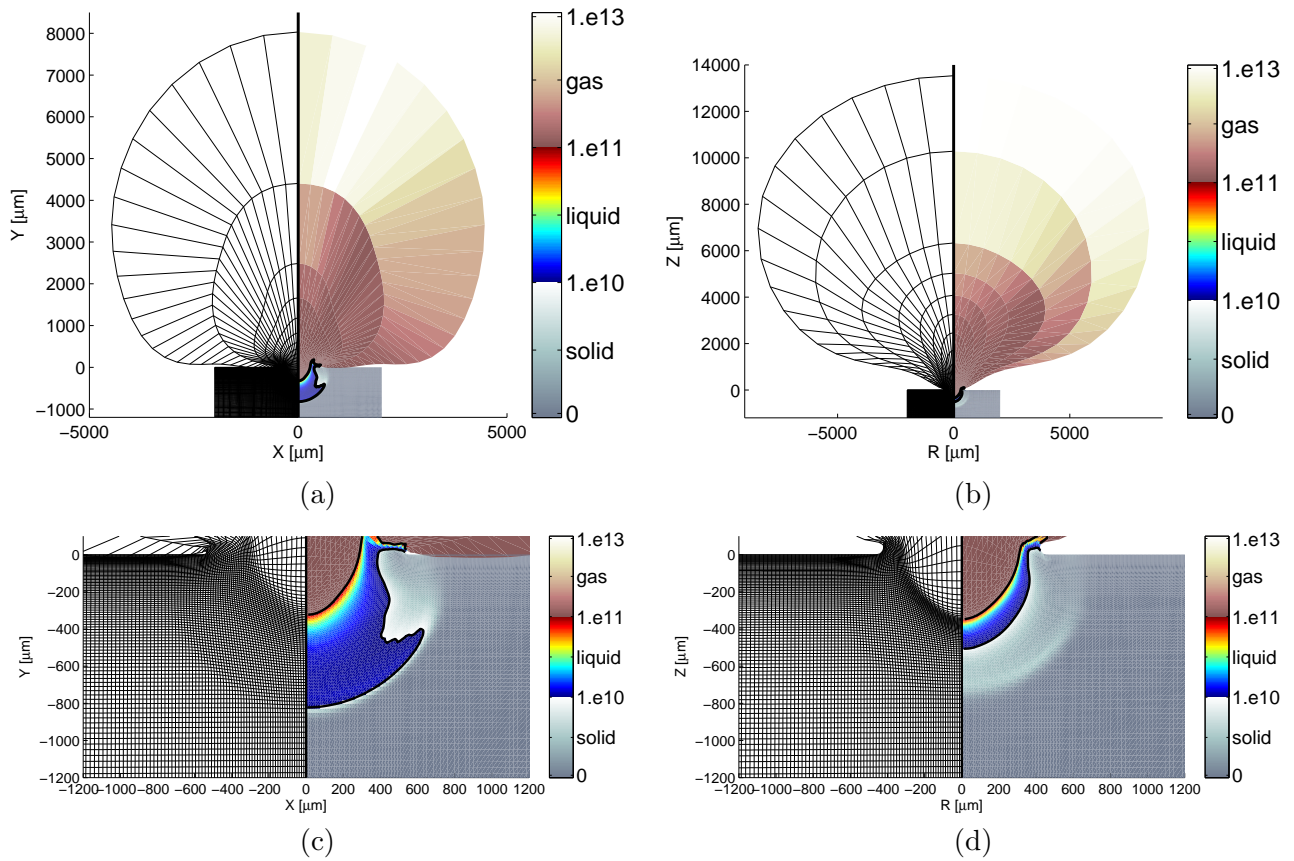 8000
7000
6000
5000
4000
3000
2000
1000
0
−1000
Y [μm]
−5000 0 5000
X [μm]
1.e13
gas
1.e11
liquid
1.e10
solid
0
(a)
14000
12000
10000
8000
6000
4000
2000
0
Z [μm]
−5000 0 5000
R [μm]
1.e13
gas
1.e11
liquid
1.e10
solid
0
(b)
0
−200
−400
−600
−800
−1000
−1200
Y [μm]
−1200 −1000 −800 −600 −400 −200 0 200 400 600 800 1000 1200
X [μm]
1.e13
gas
1.e11
liquid
1.e10
solid
0
(c)
0
−200
−400
−600
−800
−1000
−1200
Z [μm]
−1200 −1000 −800 −600 −400 −200 0 200 400 600 800 1000 1200
R [μm]
1.e13
gas
1.e11
liquid
1.e10
solid
0
(d)